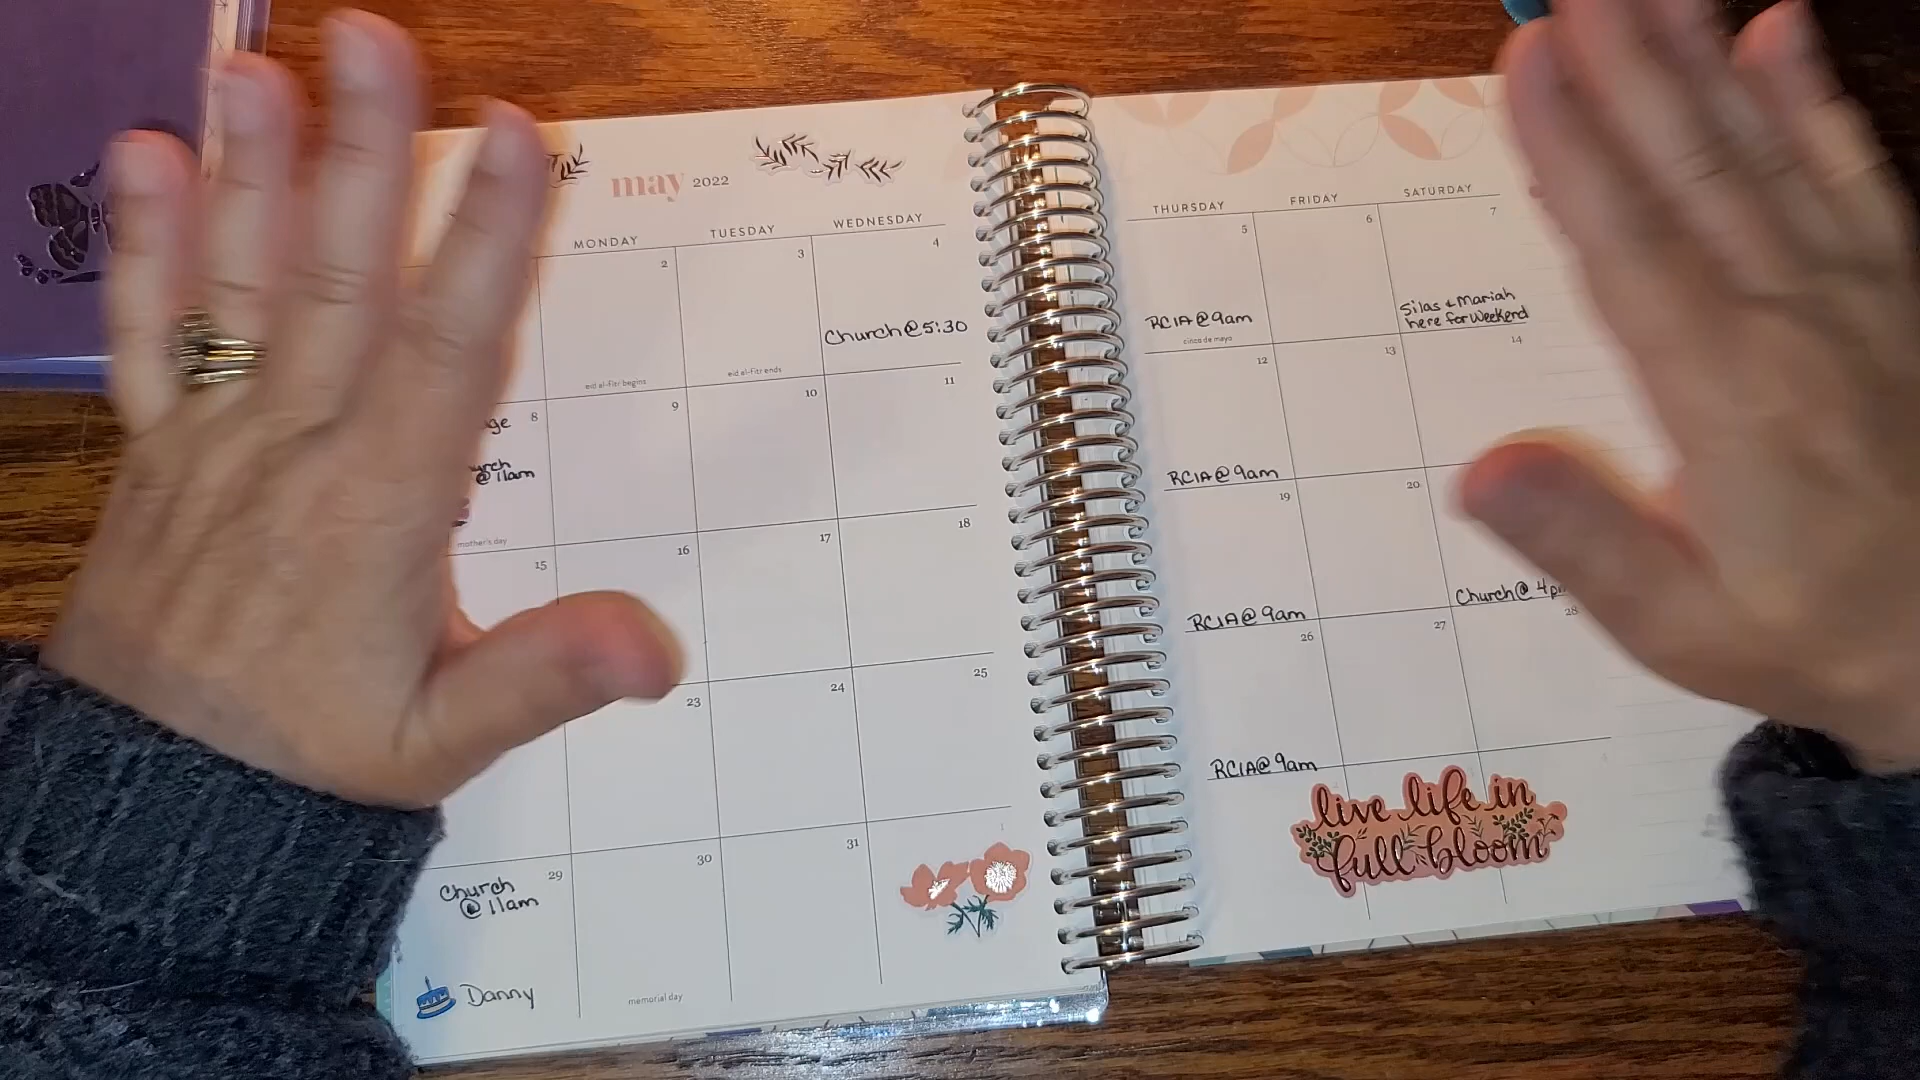 may 2022
MONDAY
TUESDAY
WEDNESDAY
THURSDAY
FRIDAY
SATURDAY
2
3
4
5
6
7
Church@5:30
RCIA@9am
Silas & Mariah
here for Weekend
eid al-fitr begins
eid al-fitr ends
cinco de mayo
8
9
10
11
12
13
14
@11am
RCIA@9am
mother's day
15
16
17
18
19
20
RCIA@9am
Church@ 4p
23
24
25
26
27
28
RCIA@ 9am
29
30
31
1
Church
@ 11am
Danny
memorial day
live life in
full bloom